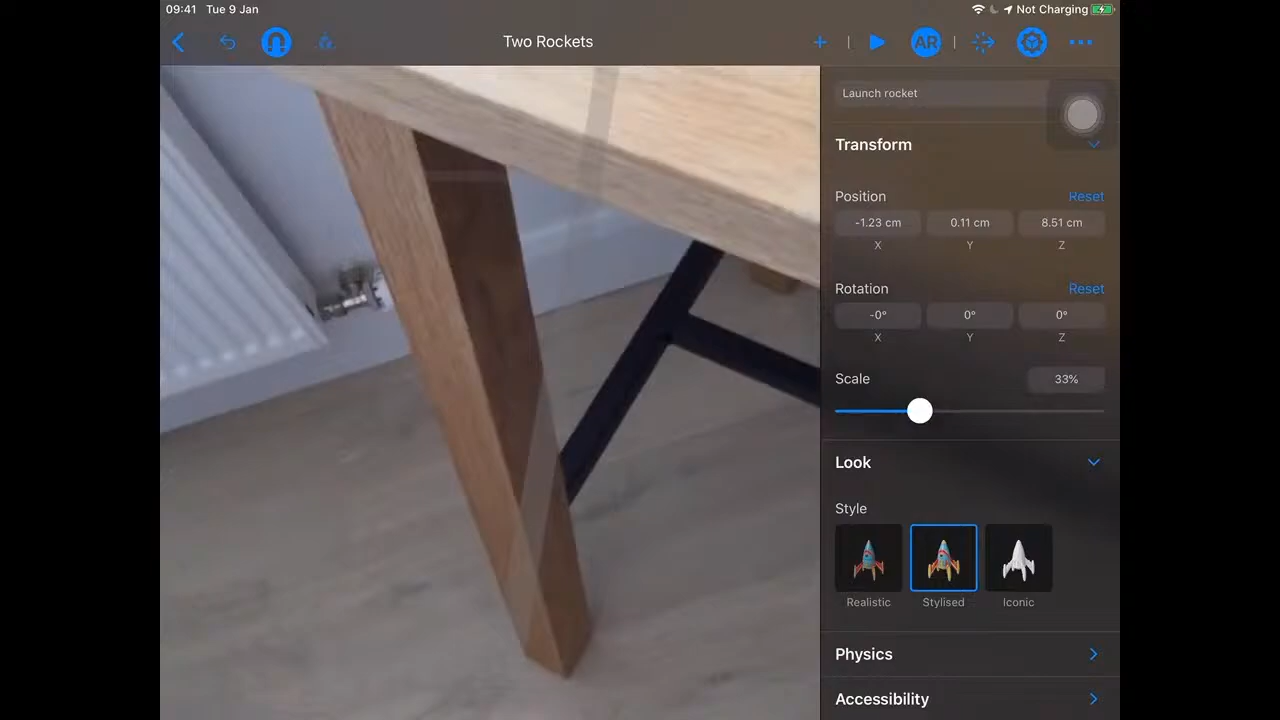 09:41 Tue 9 Jan Not Charging
Two Rockets
AR
Launch rocket
Transform
Position Reset
-1.23 cm 0.11 cm 8.51 cm
X Y Z
Rotation Reset
-0° 0° 0°
X Y Z
Scale 33%
Look
Style
Realistic Stylised Iconic
Physics
Accessibility